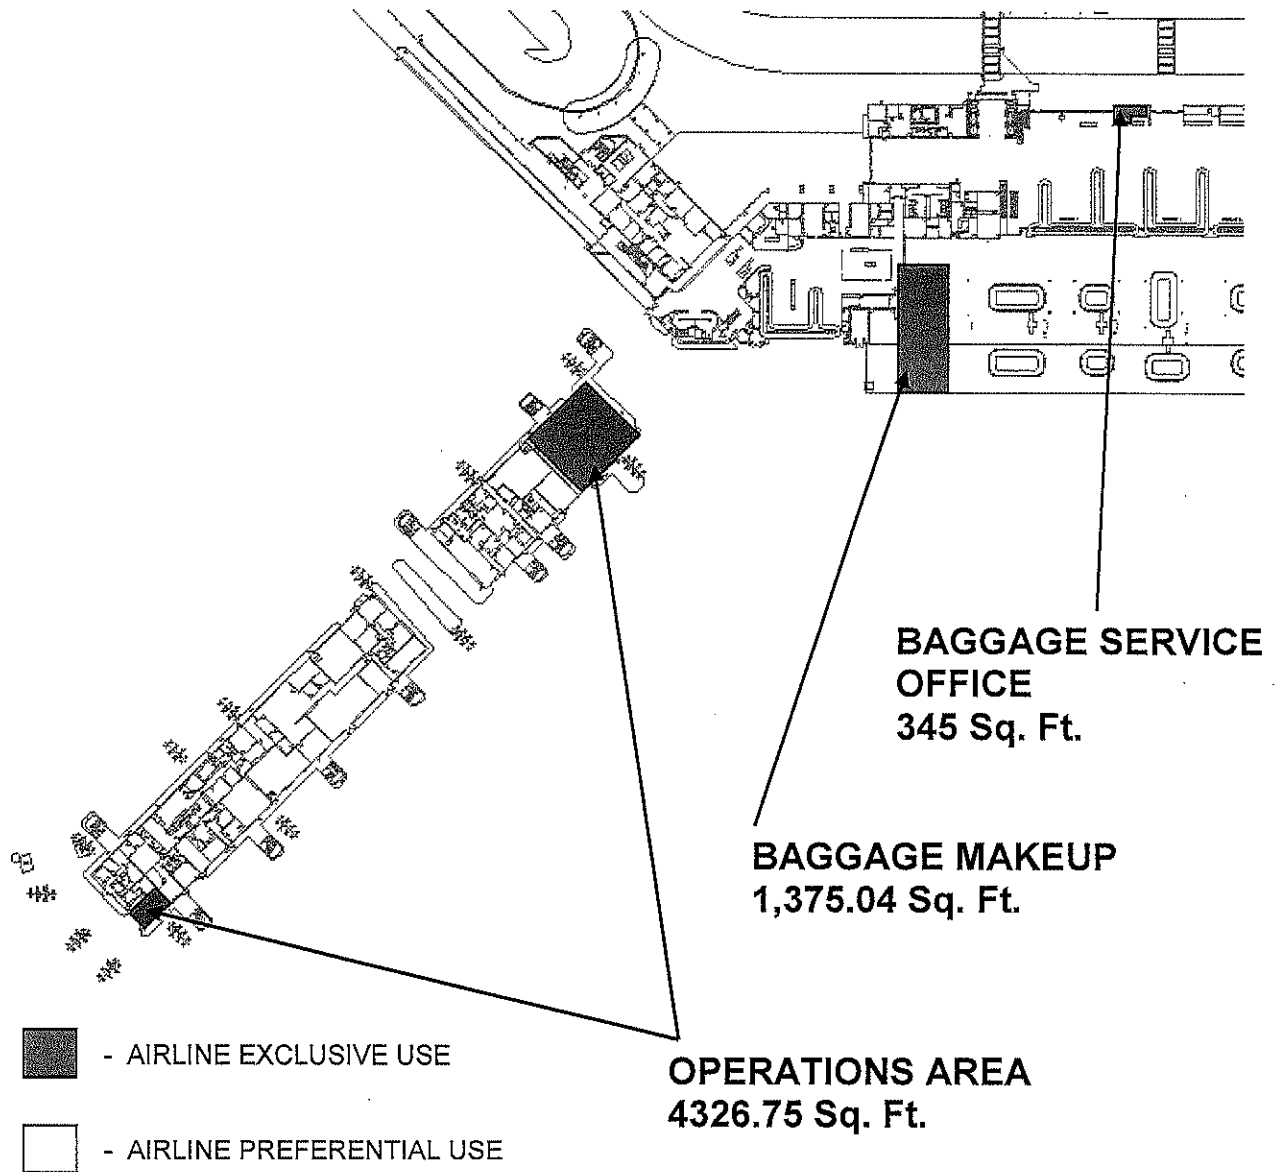 BAGGAGE SERVICE
OFFICE
345 Sq. Ft.
BAGGAGE MAKEUP
1,375.04 Sq. Ft.
OPERATIONS AREA
4326.75 Sq. Ft.
- AIRLINE EXCLUSIVE USE
- AIRLINE PREFERENTIAL USE